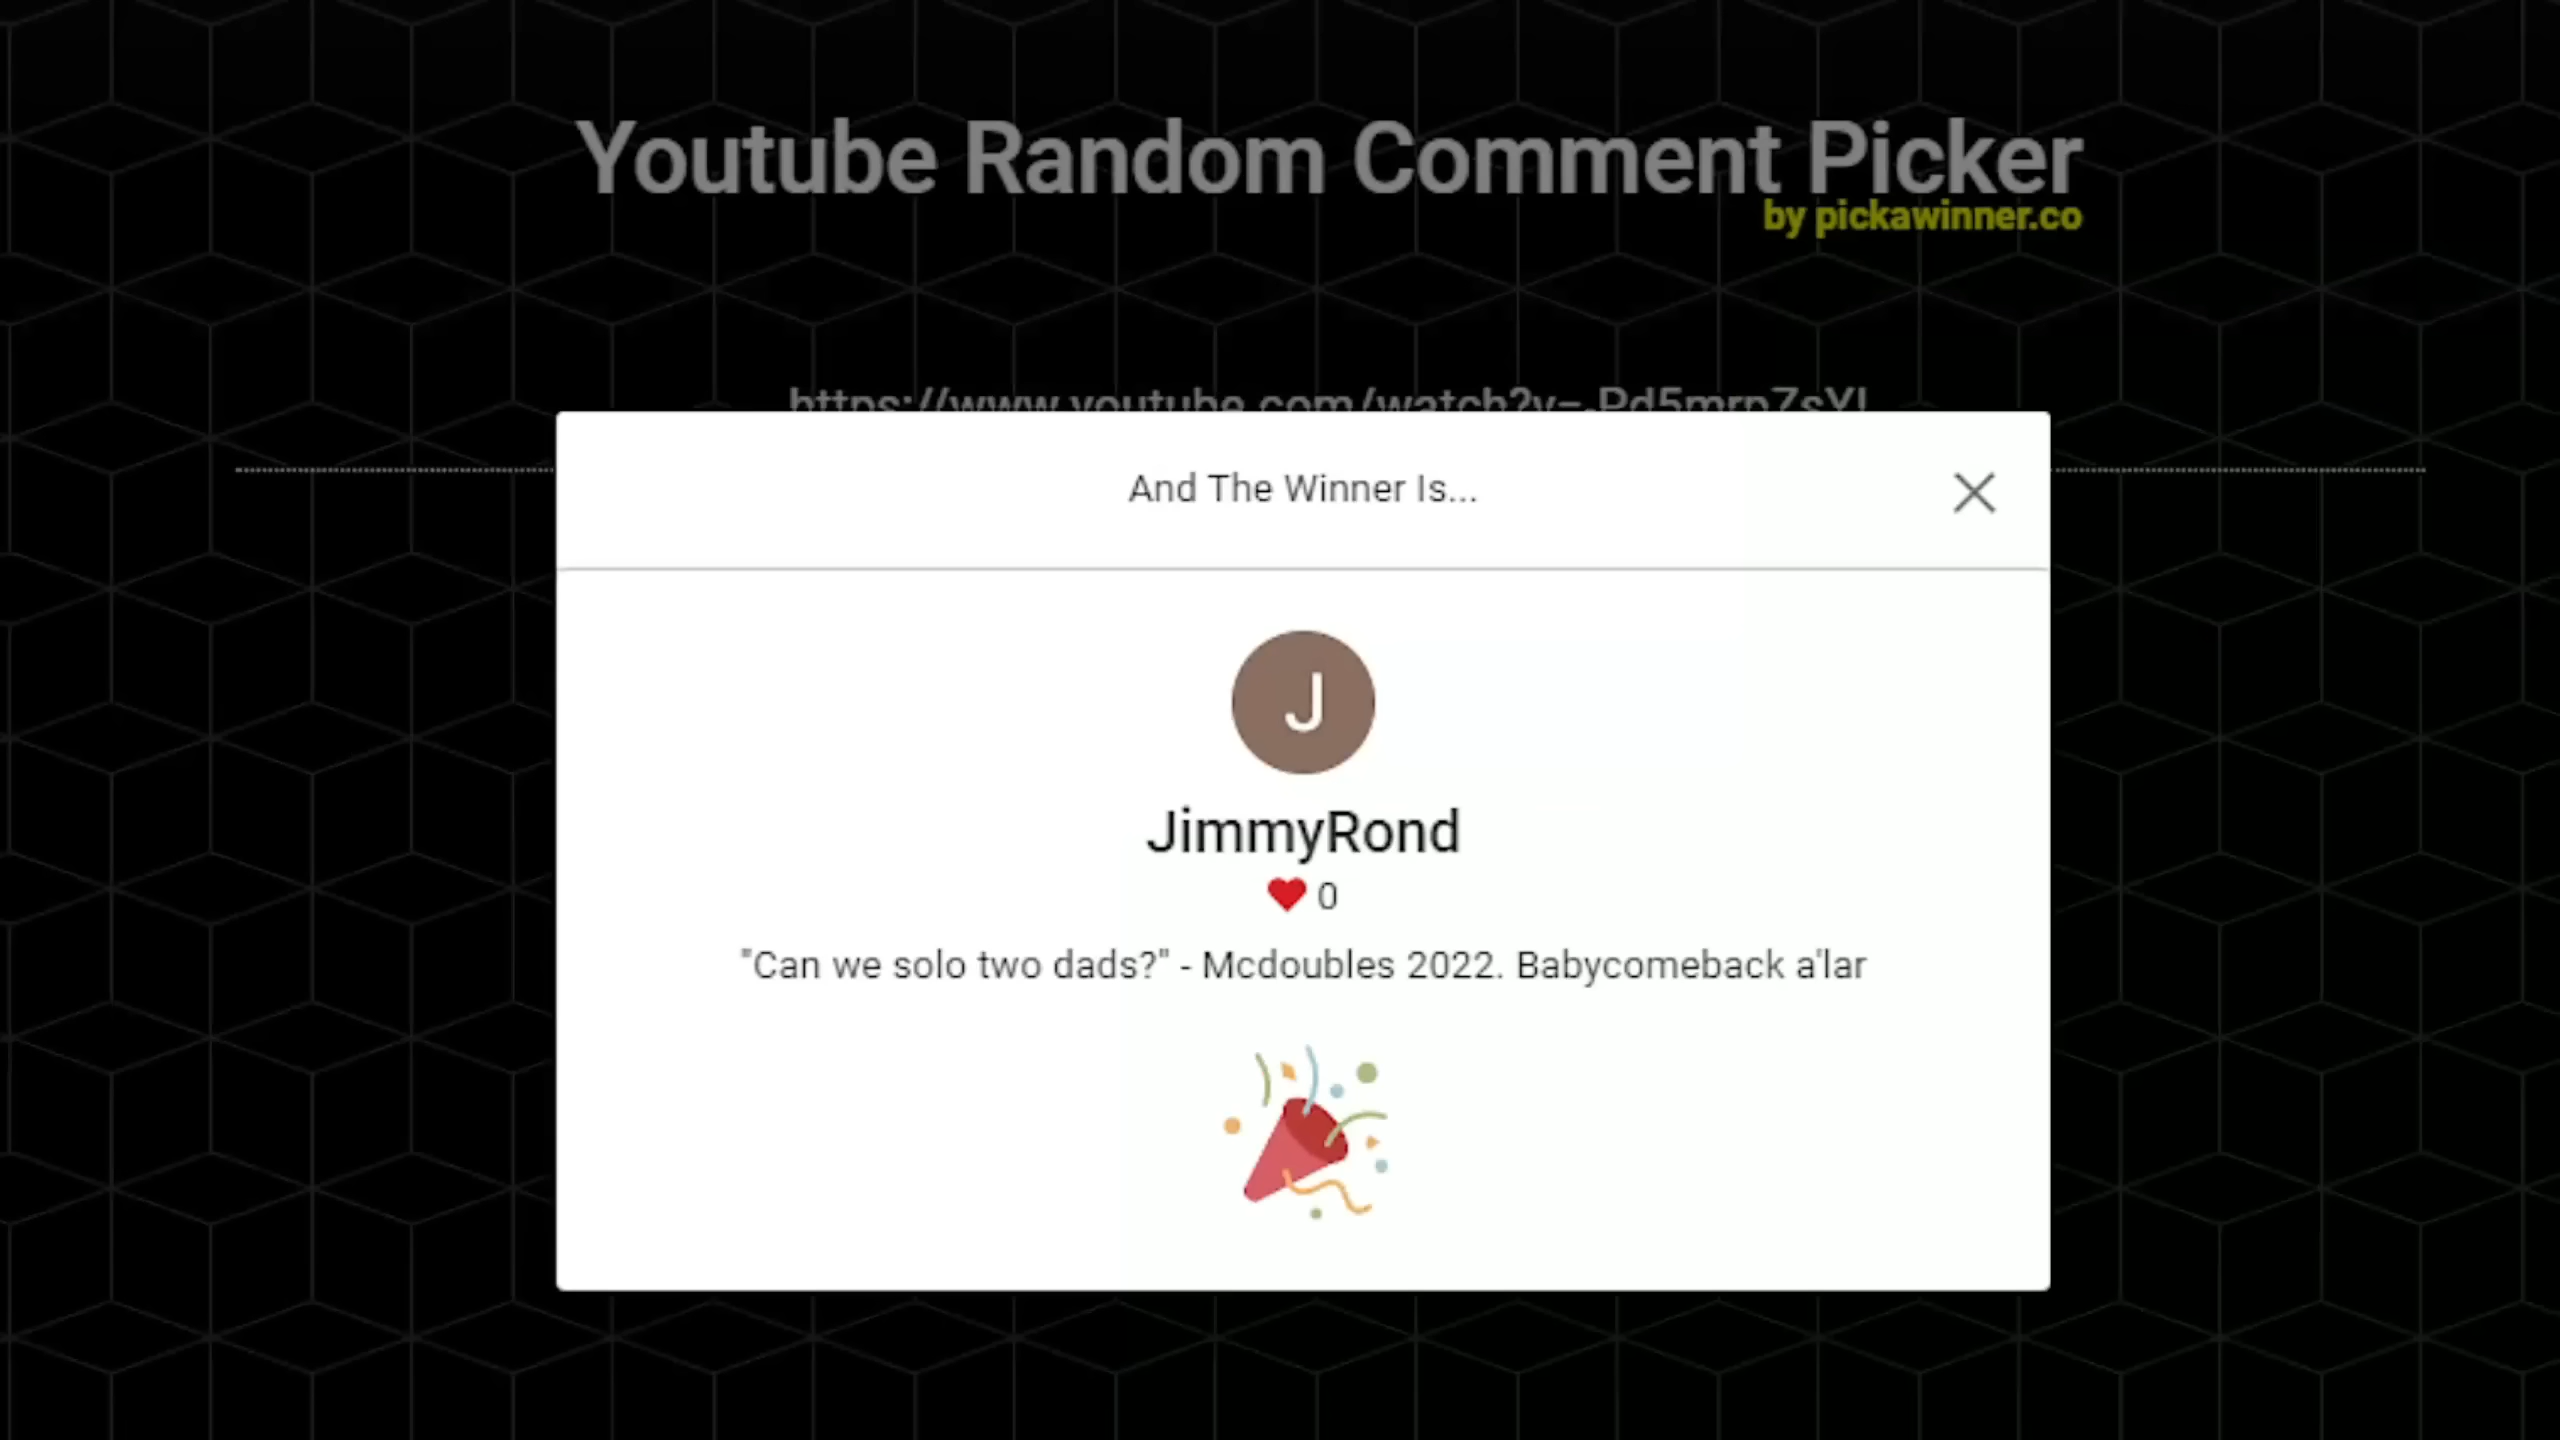 Youtube Random Comment Picker
by pickawinner.co
And The Winner Is...
J
JimmyRond
0
"Can we solo two dads?" - Mcdoubles 2022. Babycomeback a'lar